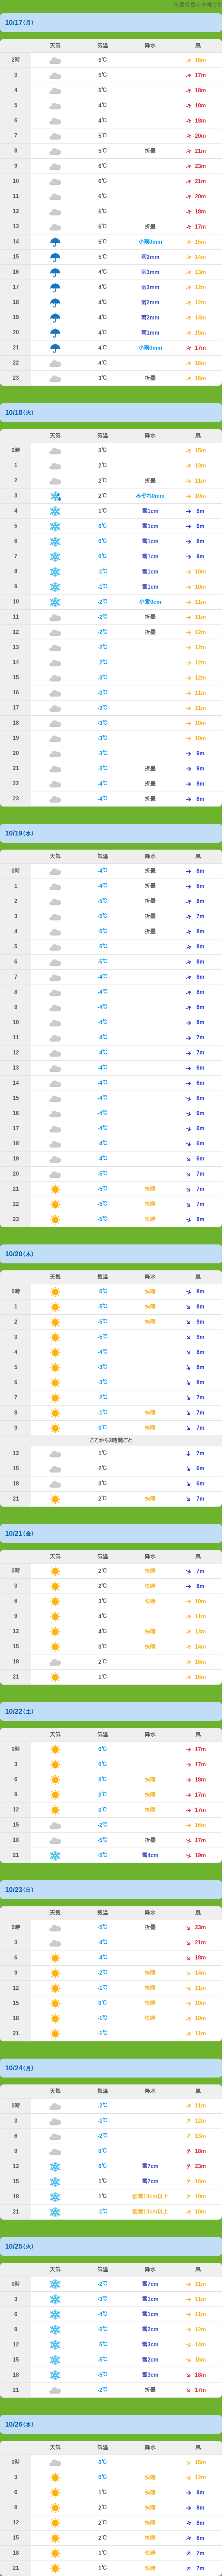 の予報です
10/17(月)
天気 気温 降水 風
2時 5℃ 16m
3 5℃ 17m
4 5℃ 18m
5 4℃ 18m
6 4℃ 18m
7 5℃ 20m
8 5℃ 折曇 21m
9 6℃ 23m
10 6℃ 21m
11 6℃ 20m
12 6℃ 18m
13 6℃ 折曇 17m
14 5℃ 小雨0mm 15m
15 5℃ 雨2mm 14m
16 4℃ 雨3mm 13m
17 4℃ 雨2mm 12m
18 4℃ 雨2mm 12m
19 4℃ 雨2mm 14m
20 4℃ 雨1mm 15m
21 4℃ 小雨0mm 17m
22 4℃ 16m
23 3℃ 折曇 16m
10/18(火)
天気 気温 降水 風
0時 3℃ 15m
1 2℃ 13m
2 2℃ 折曇 11m
3 2℃ みぞれ0mm 10m
4 1℃ 雪1cm 9m
5 0℃ 雪1cm 9m
6 0℃ 雪1cm 8m
7 0℃ 雪1cm 9m
8 -1℃ 雪1cm 10m
9 -1℃ 雪1cm 10m
10 -2℃ 小雪0cm 11m
11 -2℃ 折曇 11m
12 -2℃ 折曇 12m
13 -2℃ 12m
14 -2℃ 12m
15 -3℃ 12m
16 -3℃ 11m
17 -3℃ 11m
18 -3℃ 10m
19 -3℃ 10m
20 -3℃ 9m
21 -3℃ 折曇 9m
22 -4℃ 折曇 8m
23 -4℃ 折曇 8m
10/19(水)
天気 気温 降水 風
0時 -4℃ 折曇 8m
1 -4℃ 折曇 8m
2 -5℃ 折曇 8m
3 -5℃ 折曇 7m
4 -5℃ 折曇 8m
5 -5℃ 8m
6 -5℃ 8m
7 -4℃ 8m
8 -4℃ 8m
9 -4℃ 8m
10 -4℃ 8m
11 -4℃ 7m
12 -4℃ 7m
13 -4℃ 6m
14 -4℃ 6m
15 -4℃ 6m
16 -4℃ 6m
17 -4℃ 6m
18 -4℃ 6m
19 -4℃ 6m
20 -5℃ 7m
21 -5℃ 快晴 7m
22 -5℃ 快晴 7m
23 -5℃ 快晴 8m
10/20(木)
天気 気温 降水 風
0時 -5℃ 快晴 8m
1 -5℃ 快晴 8m
2 -5℃ 快晴 9m
3 -5℃ 9m
4 -4℃ 8m
5 -3℃ 8m
6 -3℃ 8m
7 -2℃ 7m
8 -1℃ 快晴 7m
9 0℃ 快晴 7m
ここから3時間ごと
12 1℃ 7m
15 2℃ 6m
18 3℃ 6m
21 2℃ 快晴 7m
10/21(金)
天気 気温 降水 風
0時 2℃ 快晴 7m
3 2℃ 快晴 8m
6 3℃ 快晴 10m
9 4℃ 11m
12 4℃ 快晴 13m
15 3℃ 快晴 14m
18 2℃ 16m
21 1℃ 16m
10/22(土)
天気 気温 降水 風
0時 0℃ 17m
3 0℃ 17m
6 0℃ 快晴 18m
9 0℃ 快晴 17m
12 0℃ 快晴 17m
15 -2℃ 16m
18 -5℃ 折曇 17m
21 -5℃ 雪4cm 19m
10/23(日)
天気 気温 降水 風
0時 -5℃ 折曇 23m
3 -4℃ 21m
6 -4℃ 18m
9 -2℃ 快晴 14m
12 -1℃ 快晴 11m
15 0℃ 快晴 10m
18 -1℃ 快晴 10m
21 -1℃ 11m
10/24(月)
天気 気温 降水 風
0時 -2℃ 11m
3 -1℃ 12m
6 -2℃ 13m
9 0℃ 18m
12 0℃ 雪7cm 23m
15 1℃ 雪7cm 16m
18 1℃ 強雪10cm以上 10m
21 -1℃ 強雪10cm以上 10m
10/25(火)
天気 気温 降水 風
0時 -2℃ 雪7cm 11m
3 -3℃ 雪1cm 11m
6 -4℃ 雪1cm 11m
9 -5℃ 雪2cm 12m
12 -5℃ 雪3cm 14m
15 -5℃ 雪2cm 16m
18 -5℃ 雪3cm 18m
21 -2℃ 折曇 17m
10/26(水)
天気 気温 降水 風
0時 0℃ 15m
3 0℃ 快晴 12m
6 1℃ 快晴 9m
9 2℃ 快晴 8m
12 2℃ 快晴 8m
15 2℃ 快晴 8m
18 1℃ 快晴 7m
21 1℃ 快晴 7m